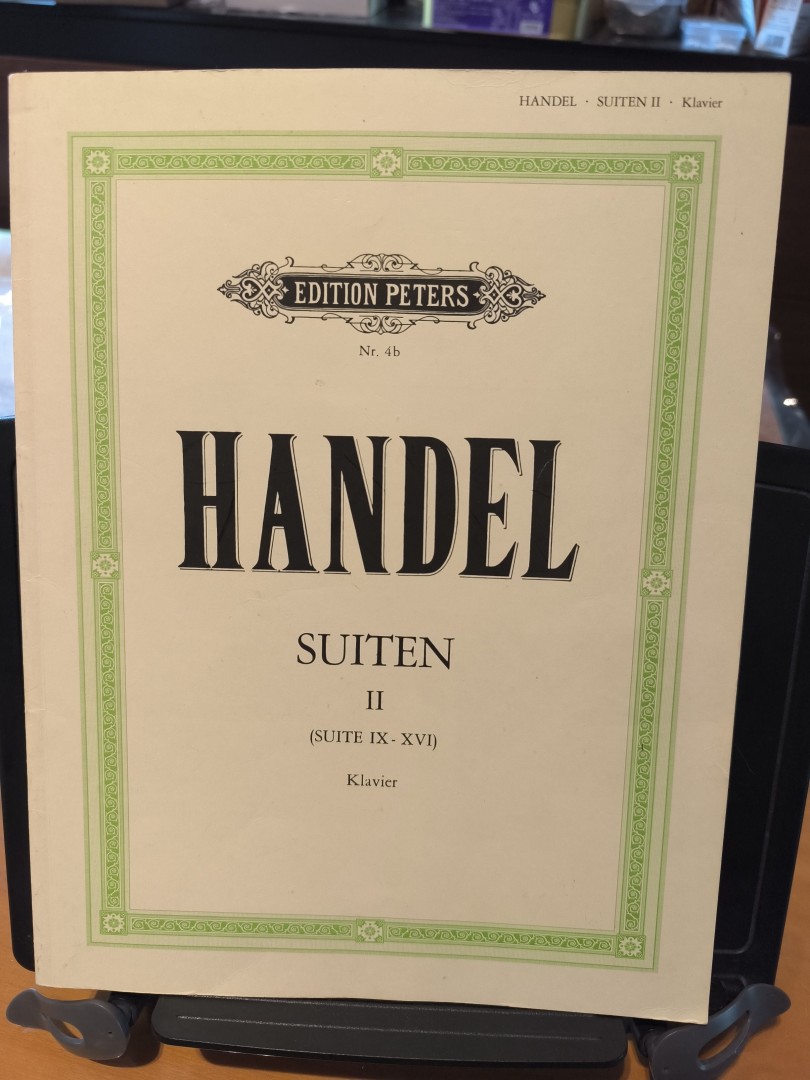 HANDEL · SUITEN II · Klavier
EDITION PETERS
Nr. 4b
HANDEL
SUITEN
II
(SUITE IX - XVI)
Klavier